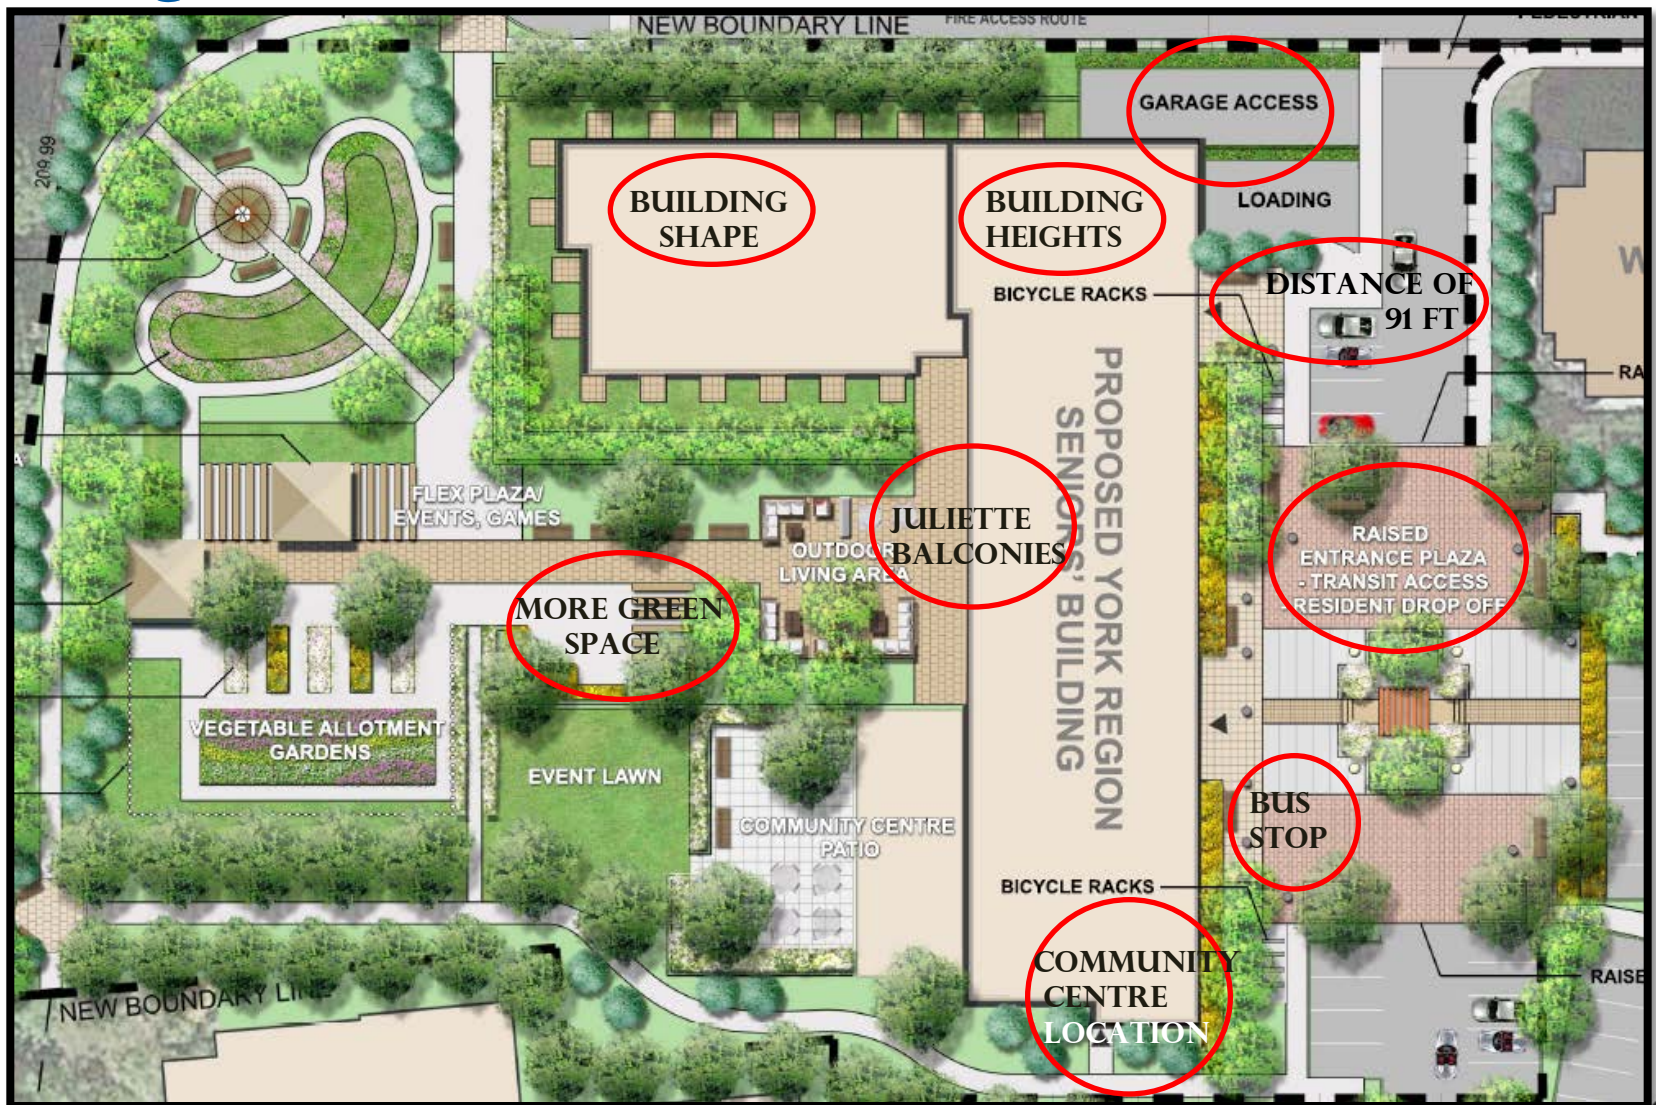 NEW BOUNDARY LINE
FIRE ACCESS ROUTE
GARAGE ACCESS
209.99
BUILDING
SHAPE
BUILDING
HEIGHTS
LOADING
BICYCLE RACKS
DISTANCE OF
91 FT
W
RA
PROPOSED YORK REGION
SENIORS' BUILDING
FLEX PLAZA/
EVENTS, GAMES
JULIETTE
BALCONIES
OUTDOOR
LIVING AREA
RAISED
ENTRANCE PLAZA
- TRANSIT ACCESS
- RESIDENT DROP OFF
MORE GREEN
SPACE
VEGETABLE ALLOTMENT
GARDENS
EVENT LAWN
COMMUNITY CENTRE
PATIO
BUS
STOP
BICYCLE RACKS
COMMUNITY
CENTRE
LOCATION
RAISE
NEW BOUNDARY LINE